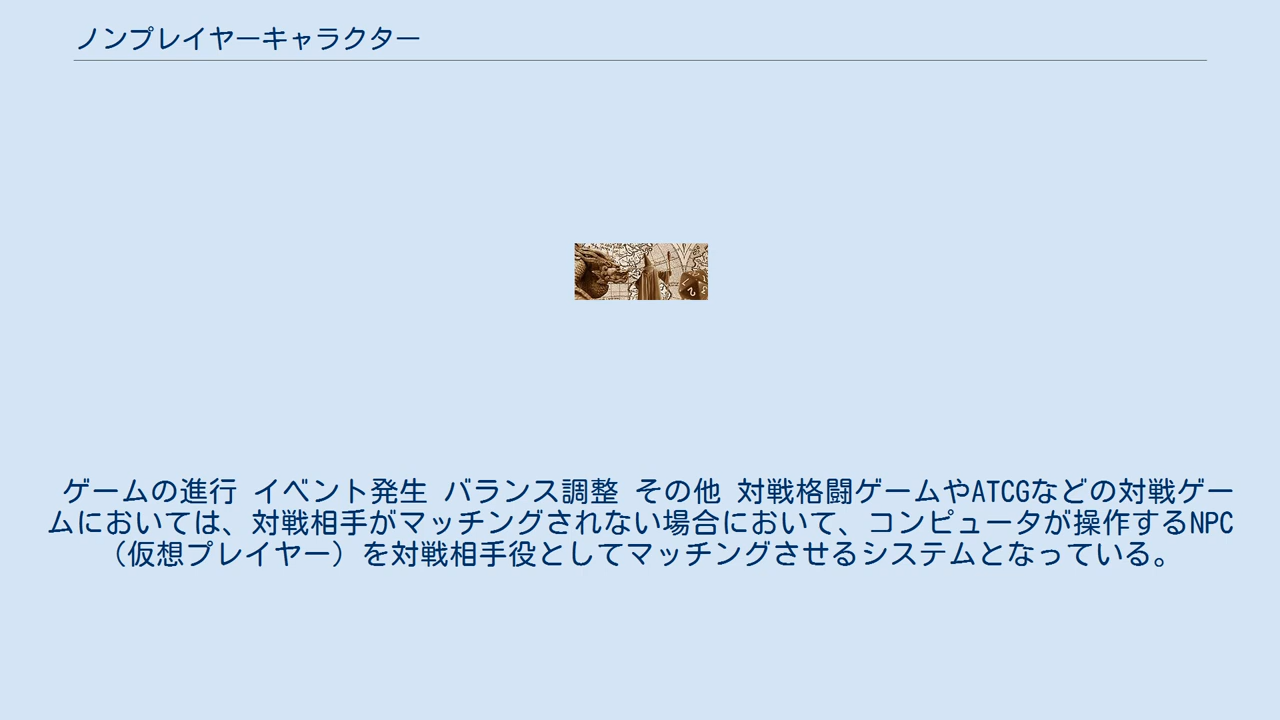 ノンプレイヤーキャラクター
ゲームの進行 イベント発生 バランス調整 その他 対戦格闘ゲームやATCGなどの対戦ゲー
ムにおいては、対戦相手がマッチングされない場合において、コンピュータが操作するNPC
（仮想プレイヤー）を対戦相手役としてマッチングさせるシステムとなっている。